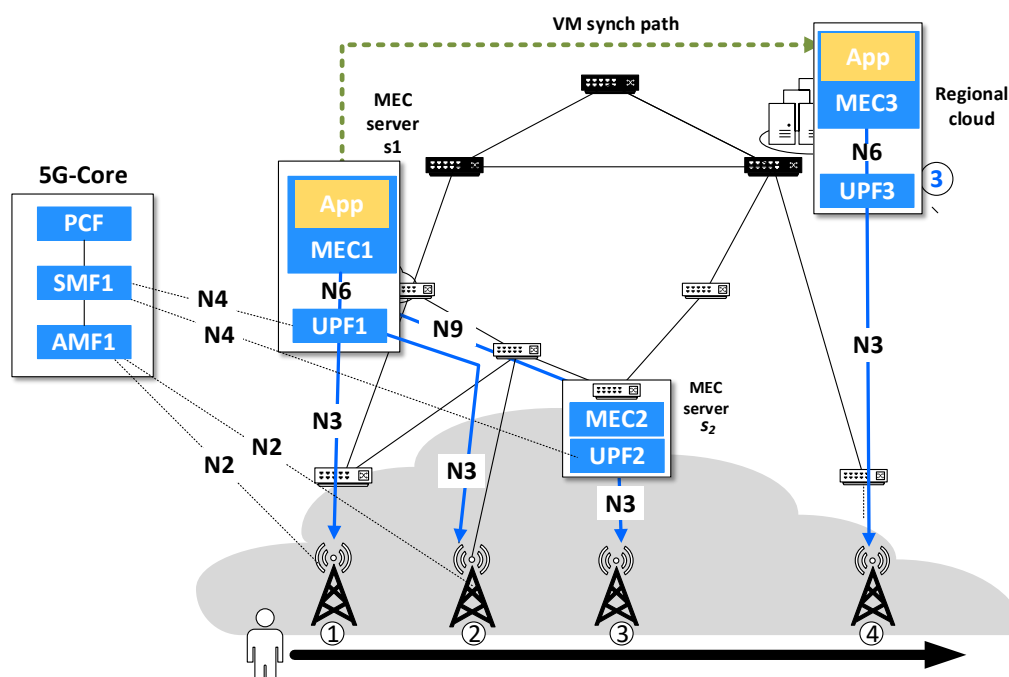 VM synch path
MEC
server
s1
App
MEC3
N6
UPF3
Regional
cloud
3
5G-Core
PCF
SMF1
AMF1
App
MEC1
N6
UPF1
N4
N4
N9
N3
N2
N2
N3
MEC2
UPF2
MEC
server
s₂
N3
N3
1
2
3
4